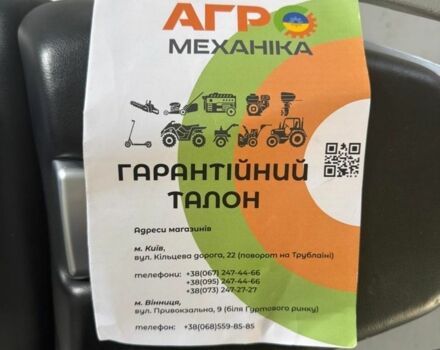 АГРО
МЕХАНІКА
ГАРАНТІЙНИЙ
ТАЛОН
Адреси магазинів
м. Київ,
вул. Кільцева дорога, 22 (поворот на Трублаїні)
телефони: +38(067) 247-44-66
+38(095) 247-44-66
+38(073) 247-27-27
м. Вінниця,
вул. Привокзальна, 9 (біля Гуртового ринку)
телефон: +38(068)559-85-85